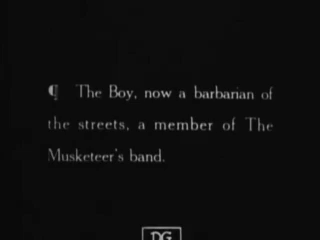 ¶ The Boy, now a barbarian of
the streets, a member of The
Musketeer's band.
DG